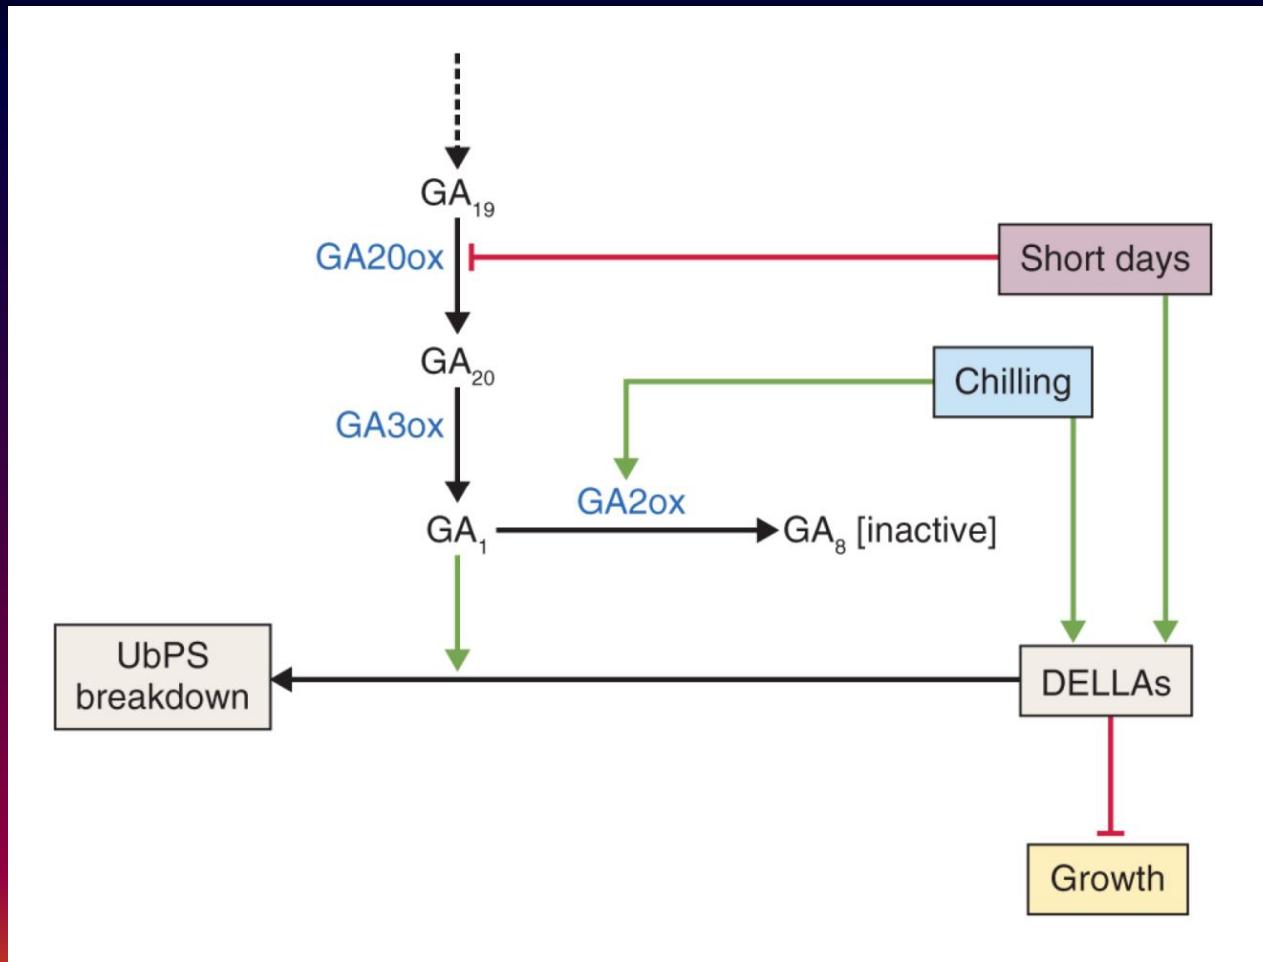 GA19
GA20ox
Short days
GA20
Chilling
GA3ox
GA2ox
GA1
GA8 [inactive]
UbPS
breakdown
DELLAs
Growth